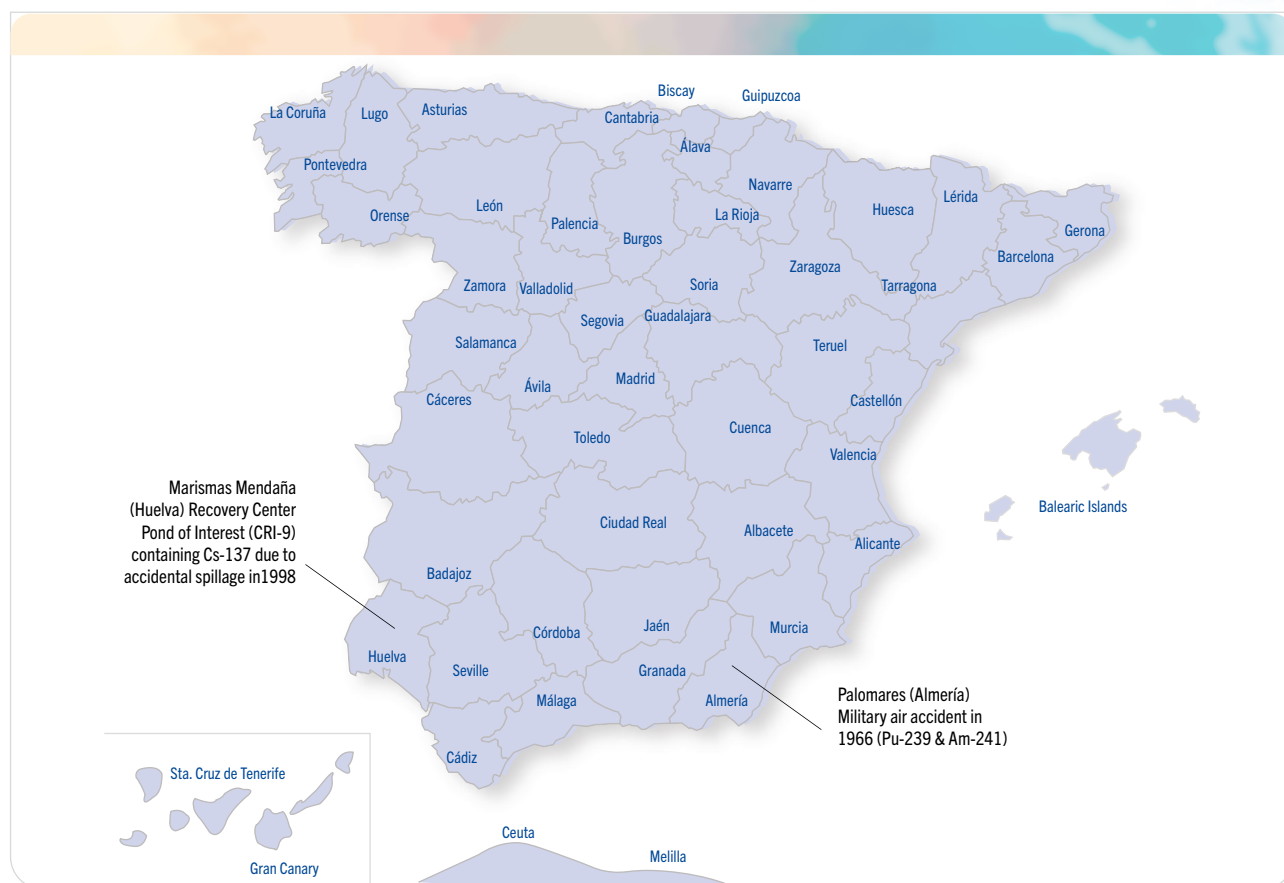 Biscay
Guipuzcoa
La Coruña
Lugo
Asturias
Cantabria
Álava
Pontevedra
Navarre
Lérida
Orense
León
Palencia
Burgos
La Rioja
Huesca
Gerona
Barcelona
Zamora
Valladolid
Soria
Zaragoza
Tarragona
Segovia
Guadalajara
Salamanca
Teruel
Ávila
Madrid
Cáceres
Castellón
Toledo
Cuenca
Valencia
Marismas Mendaña
(Huelva) Recovery Center
Pond of Interest (CRI-9)
containing Cs-137 due to
accidental spillage in1998
Balearic Islands
Ciudad Real
Albacete
Alicante
Badajoz
Córdoba
Jaén
Murcia
Huelva
Seville
Granada
Málaga
Almería
Palomares (Almería)
Military air accident in
1966 (Pu-239 & Am-241)
Cádiz
Sta. Cruz de Tenerife
Gran Canary
Ceuta
Melilla